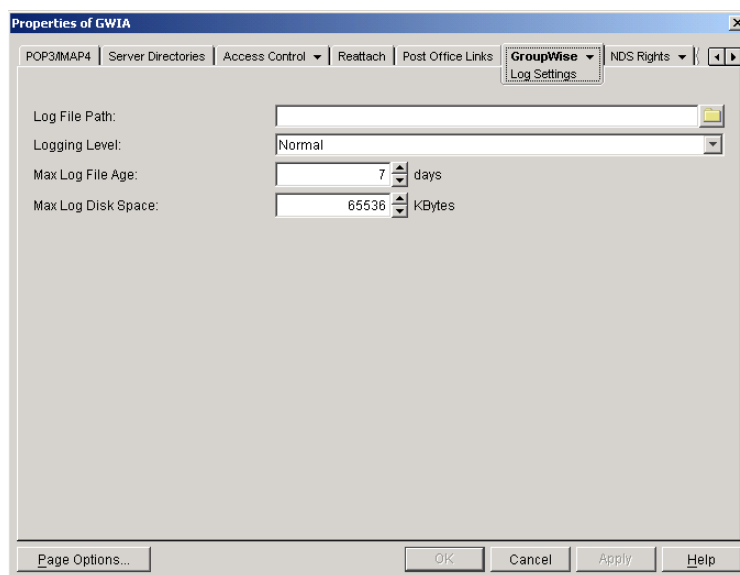 Properties of GWIA
POP3/IMAP4 Server Directories Access Control Reattach Post Office Links GroupWise NDS Rights
Log Settings
Log File Path:
Logging Level: Normal
Max Log File Age: 7 days
Max Log Disk Space: 65536 KBytes
Page Options... OK Cancel Apply Help